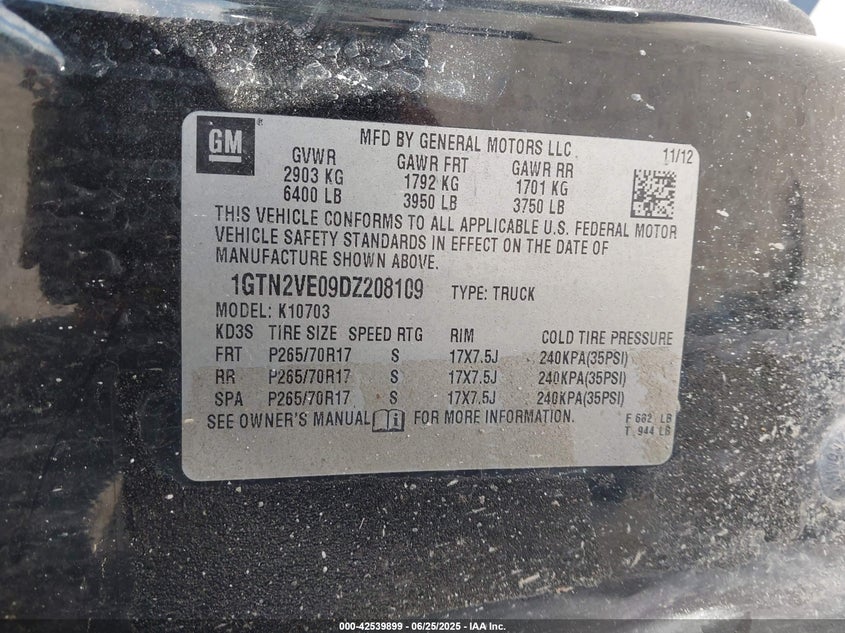 GM ®
MFD BY GENERAL MOTORS LLC 11/12
GVWR GAWR FRT GAWR RR
2903 KG 1792 KG 1701 KG
6400 LB 3950 LB 3750 LB
THIS VEHICLE CONFORMS TO ALL APPLICABLE U.S. FEDERAL MOTOR
VEHICLE SAFETY STANDARDS IN EFFECT ON THE DATE OF
MANUFACTURE SHOWN ABOVE.
1GTN2VE09DZ208109 TYPE: TRUCK
MODEL: K10703
KD3S TIRE SIZE SPEED RTG RIM COLD TIRE PRESSURE
FRT P265/70R17 S 17X7.5J 240KPA(35PSI)
RR P265/70R17 S 17X7.5J 240KPA(35PSI)
SPA P265/70R17 S 17X7.5J 240KPA(35PSI)
SEE OWNER'S MANUAL i FOR MORE INFORMATION. F 682 LB
T 944 LB
000-42539899 - 06/25/2025 - IAA Inc.